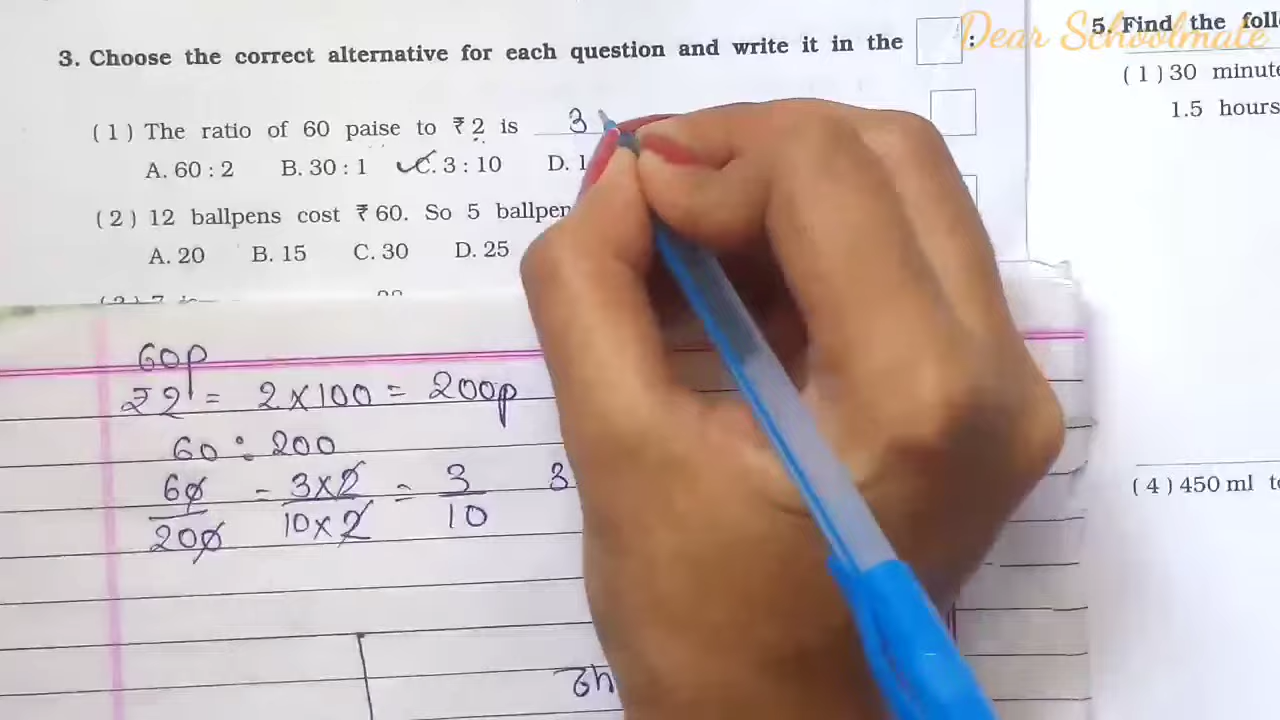 Dear Schoolmate
3. Choose the correct alternative for each question and write it in the :
(1) The ratio of 60 paise to ₹ 2 is 3
A. 60 : 2 B. 30 : 1 C. 3 : 10 D. 1
(2) 12 ballpens cost ₹ 60. So 5 ballpen
A. 20 B. 15 C. 30 D. 25
60p
₹2 = 2×100 = 200p
60 : 200
60/200 = 3×2/10×2 = 3/10 3
5. Find the foll
(1) 30 minute
1.5 hours
(4) 450 ml to